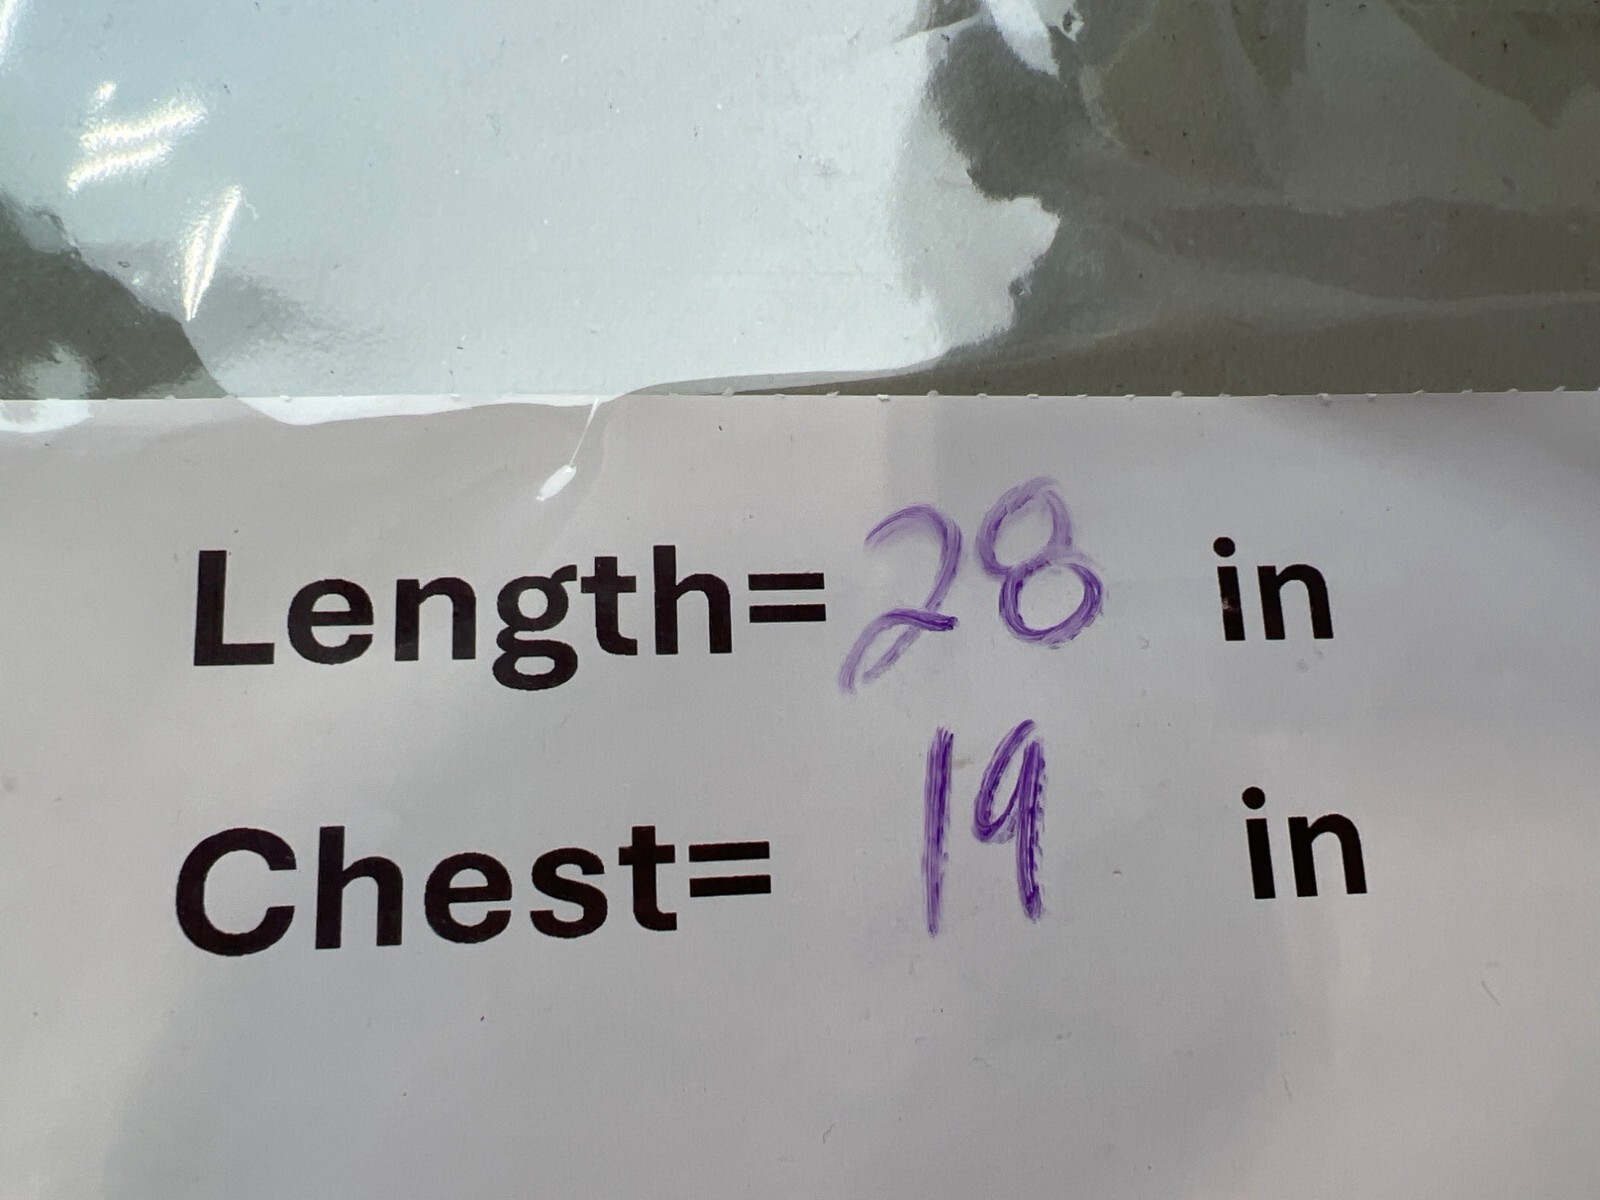 Length= 28 in
Chest= 19 in